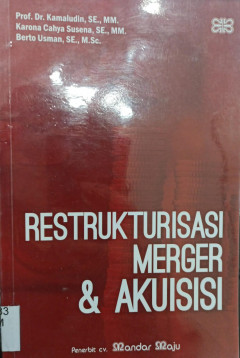 Prof. Dr. Kamaludin, SE., MM.
Karona Cahya Susena, SE., MM.
Berto Usman, SE., M.Sc.
RESTRUKTURISASI
MERGER
& AKUISISI
33
M
Penerbit cv. Mandar Maju